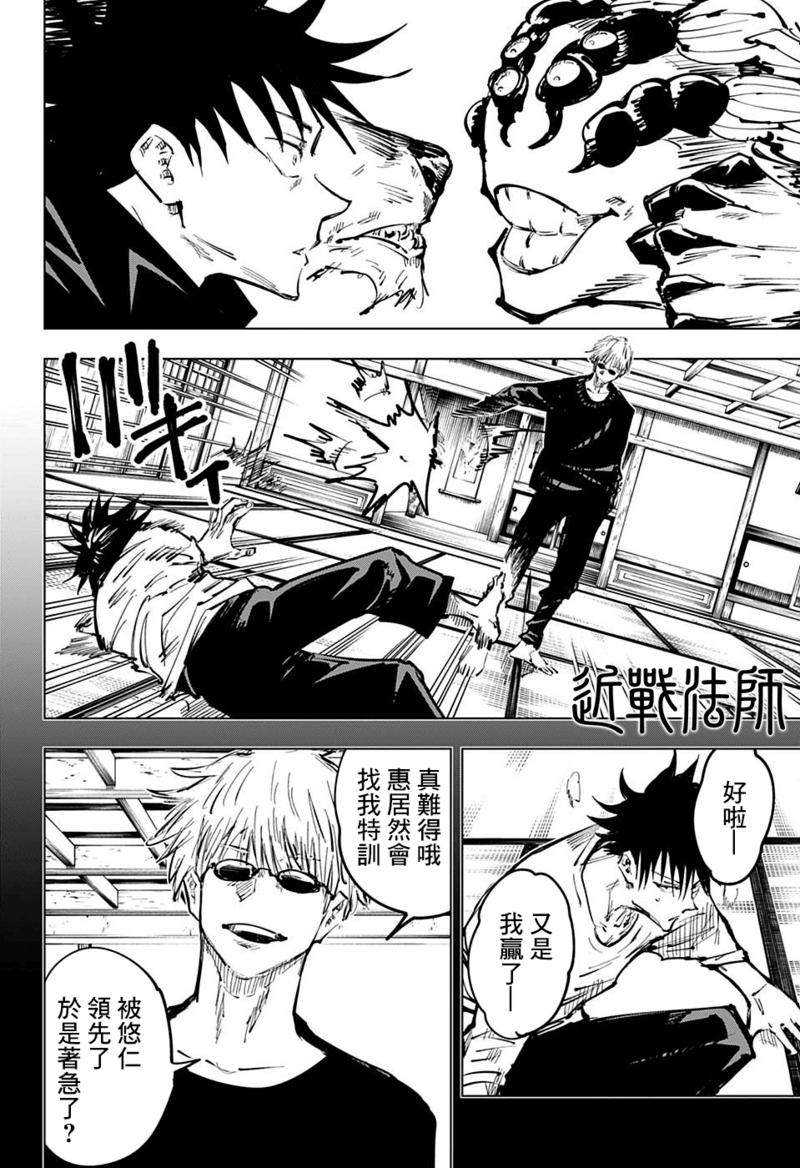 バキィ
近戰法師
好啦—
又是
我贏了—
真難得哦
惠居然會
找我特訓
被悠仁
領先了
於是著急了?